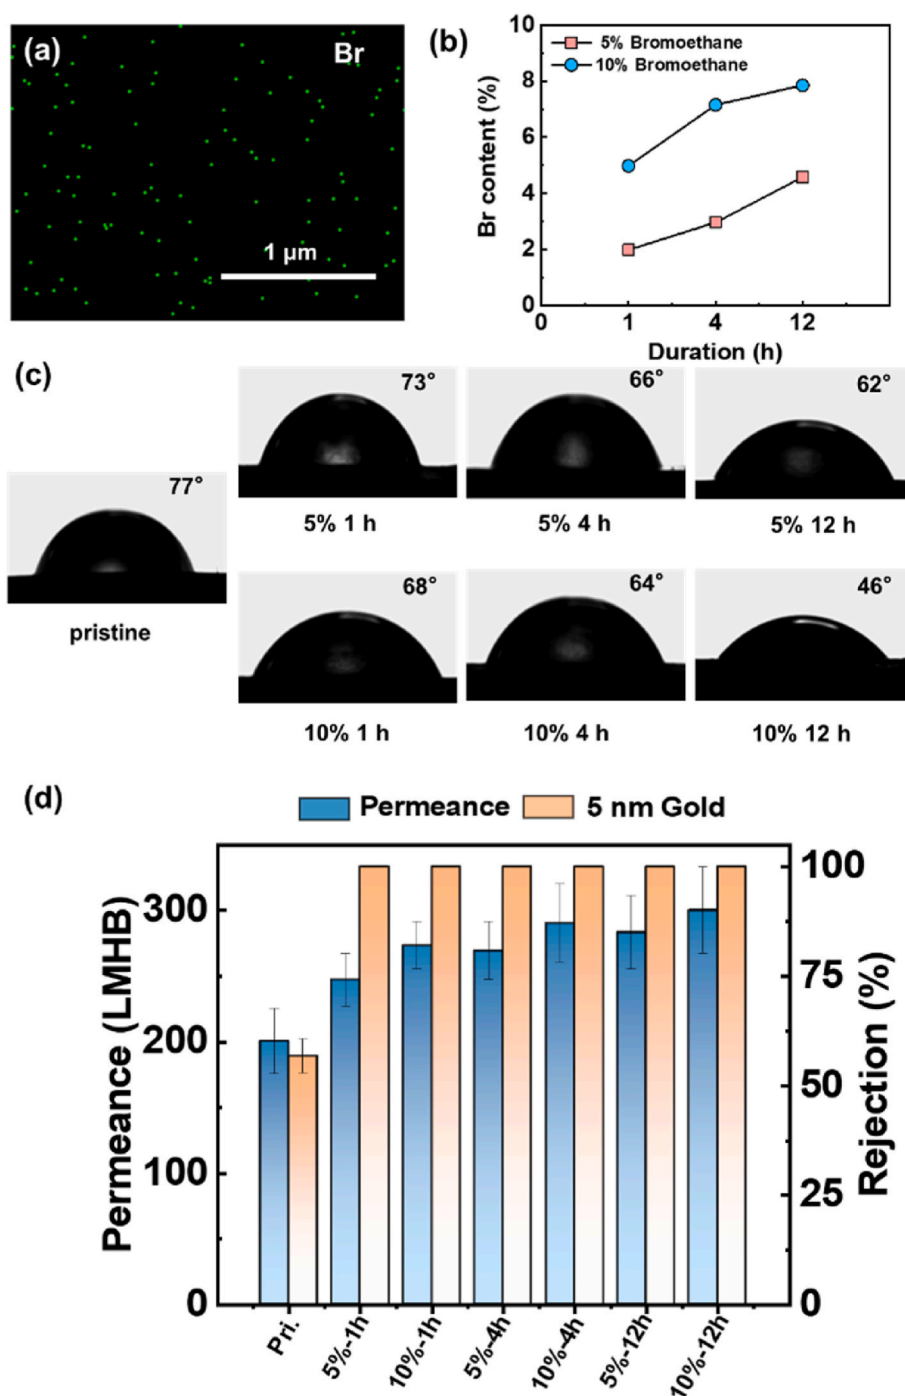 (a)
Br
1 μm
(b)
10
8
6
4
2
0
Br content (%)
5% Bromoethane
10% Bromoethane
0 1 4 12
Duration (h)
(c)
77°
pristine
73° 66° 62°
5% 1 h 5% 4 h 5% 12 h
68° 64° 46°
10% 1 h 10% 4 h 10% 12 h
(d)
Permeance 5 nm Gold
Permeance (LMHB)
300
200
100
0
100
75
50
25
0
Rejection (%)
Pri. 5%-1h 10%-1h 5%-4h 10%-4h 5%-12h 10%-12h